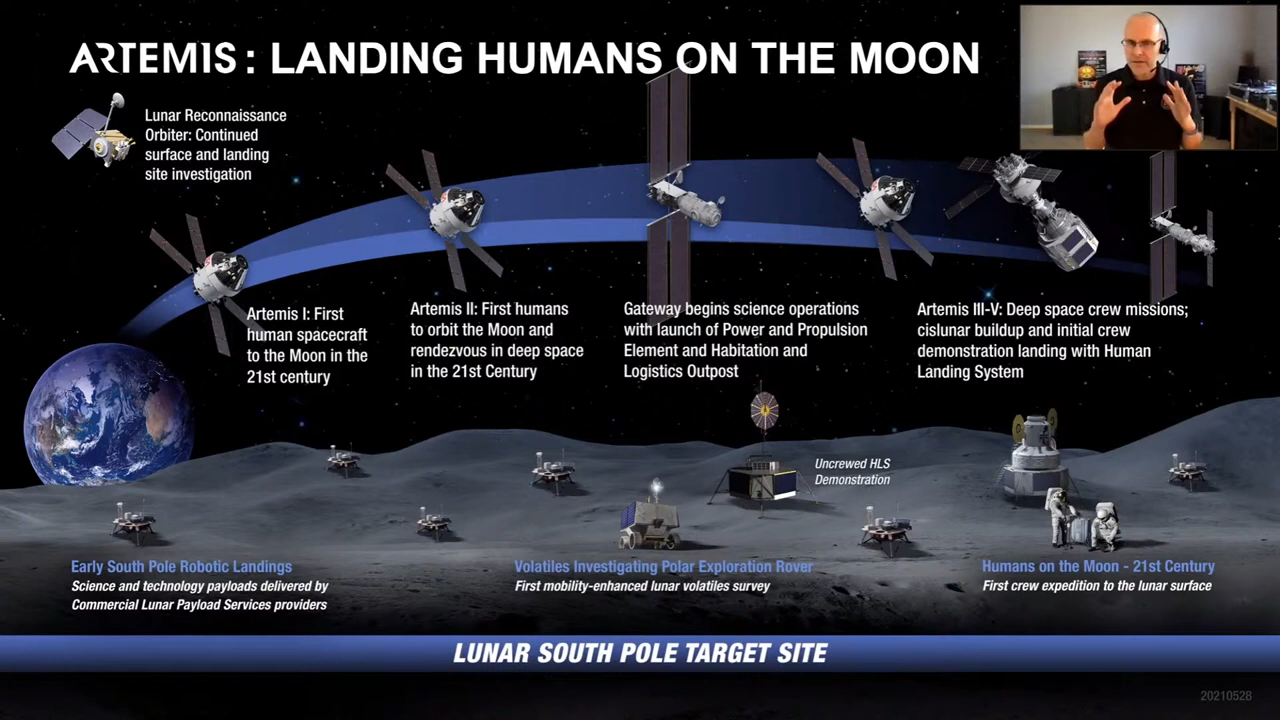 ARTEMIS : LANDING HUMANS ON THE MOON
Lunar Reconnaissance
Orbiter: Continued
surface and landing
site investigation
Artemis I: First
human spacecraft
to the Moon in the
21st century
Artemis II: First humans
to orbit the Moon and
rendezvous in deep space
in the 21st Century
Gateway begins science operations
with launch of Power and Propulsion
Element and Habitation and
Logistics Outpost
Artemis III-V: Deep space crew missions;
cislunar buildup and initial crew
demonstration landing with Human
Landing System
Uncrewed HLS
Demonstration
Early South Pole Robotic Landings
Science and technology payloads delivered by
Commercial Lunar Payload Services providers
Volatiles Investigating Polar Exploration Rover
First mobility-enhanced lunar volatiles survey
Humans on the Moon - 21st Century
First crew expedition to the lunar surface
LUNAR SOUTH POLE TARGET SITE
20210528